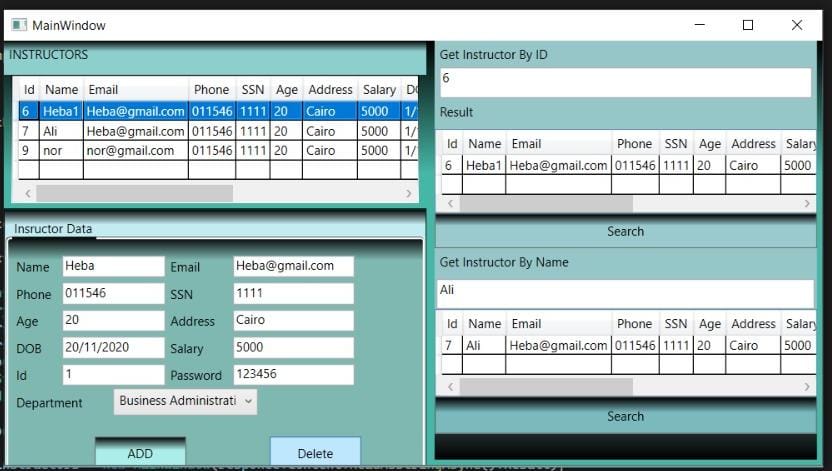 MainWindow
INSTRUCTORS
Id Name Email Phone SSN Age Address Salary
6 Heba1 Heba@gmail.com 011546 1111 20 Cairo 5000
7 Ali Heba@gmail.com 011546 1111 20 Cairo 5000
9 nor nor@gmail.com 011546 1111 20 Cairo 5000
Insructor Data
Name Heba Email Heba@gmail.com
Phone 011546 SSN 1111
Age 20 Address Cairo
DOB 20/11/2020 Salary 5000
Id 1 Password 123456
Department Business Administrati
ADD Delete
Get Instructor By ID
6
Result
Id Name Email Phone SSN Age Address Salary
6 Heba1 Heba@gmail.com 011546 1111 20 Cairo 5000
Search
Get Instructor By Name
Ali
Id Name Email Phone SSN Age Address Salary
7 Ali Heba@gmail.com 011546 1111 20 Cairo 5000
Search